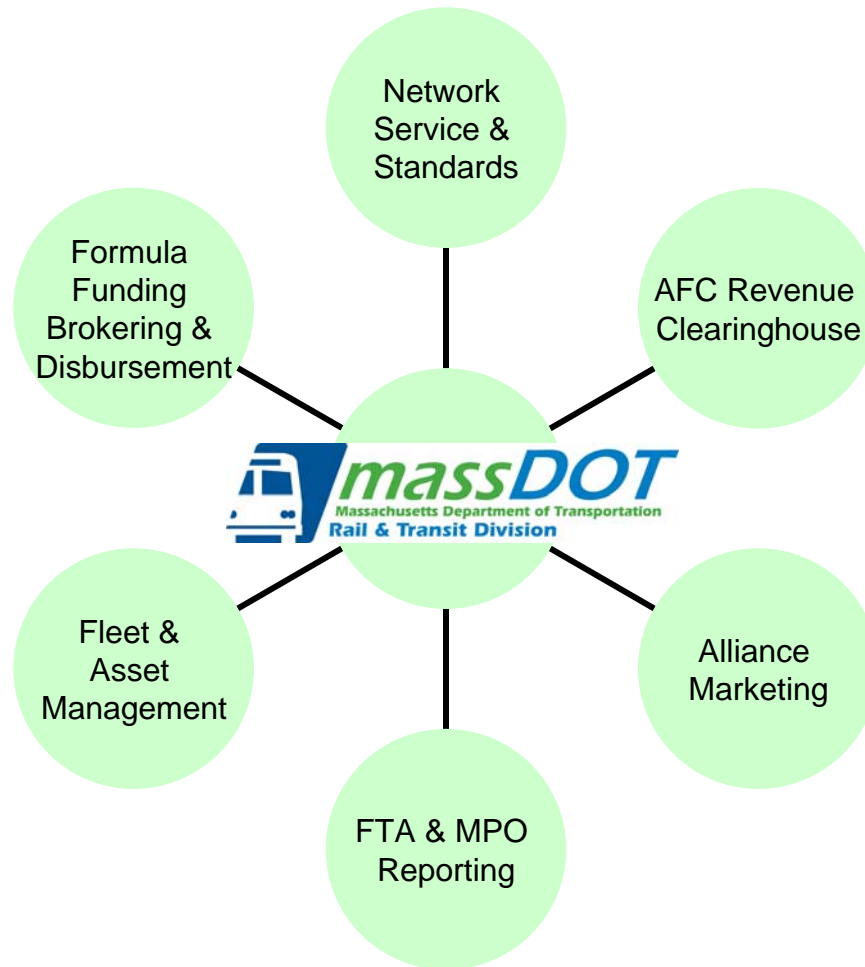 Network
Service &
Standards
Formula
Funding
Brokering &
Disbursement
AFC Revenue
Clearinghouse
massDOT
Massachusetts Department of Transportation
Rail & Transit Division
Fleet &
Asset
Management
Alliance
Marketing
FTA & MPO
Reporting